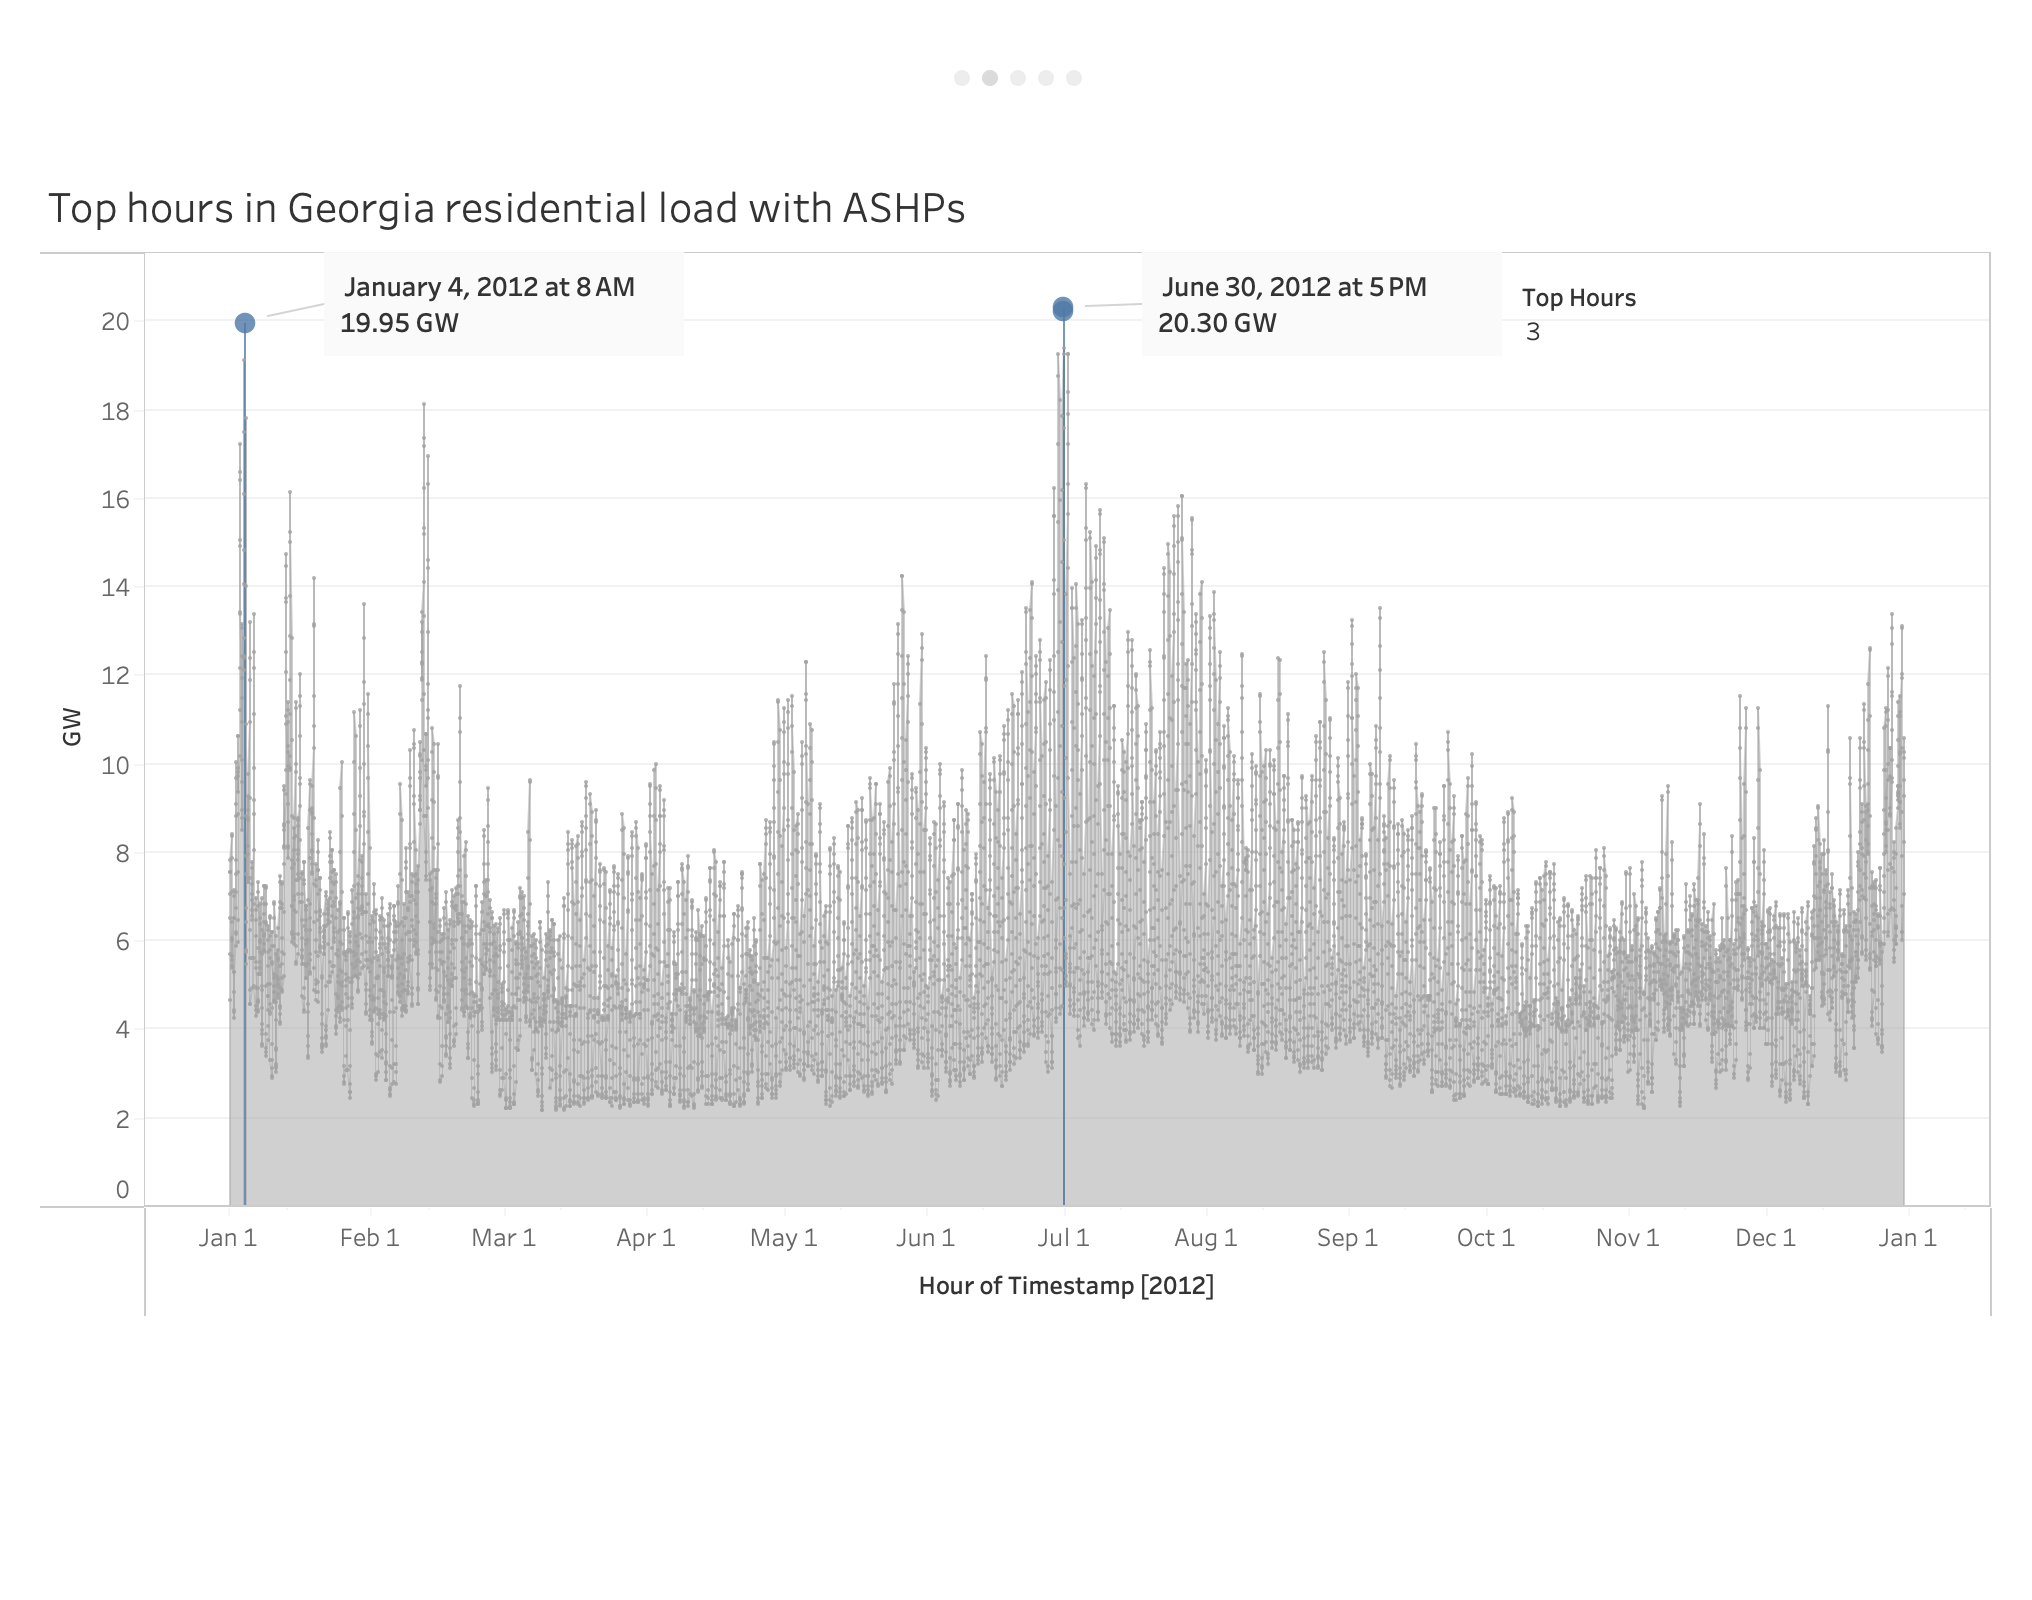 Top hours in Georgia residential load with ASHPs
January 4, 2012 at 8 AM
19.95 GW
June 30, 2012 at 5 PM
20.30 GW
Top Hours
3
20
18
16
14
12
10
8
6
4
2
0
GW
Jan 1 Feb 1 Mar 1 Apr 1 May 1 Jun 1 Jul 1 Aug 1 Sep 1 Oct 1 Nov 1 Dec 1 Jan 1
Hour of Timestamp [2012]